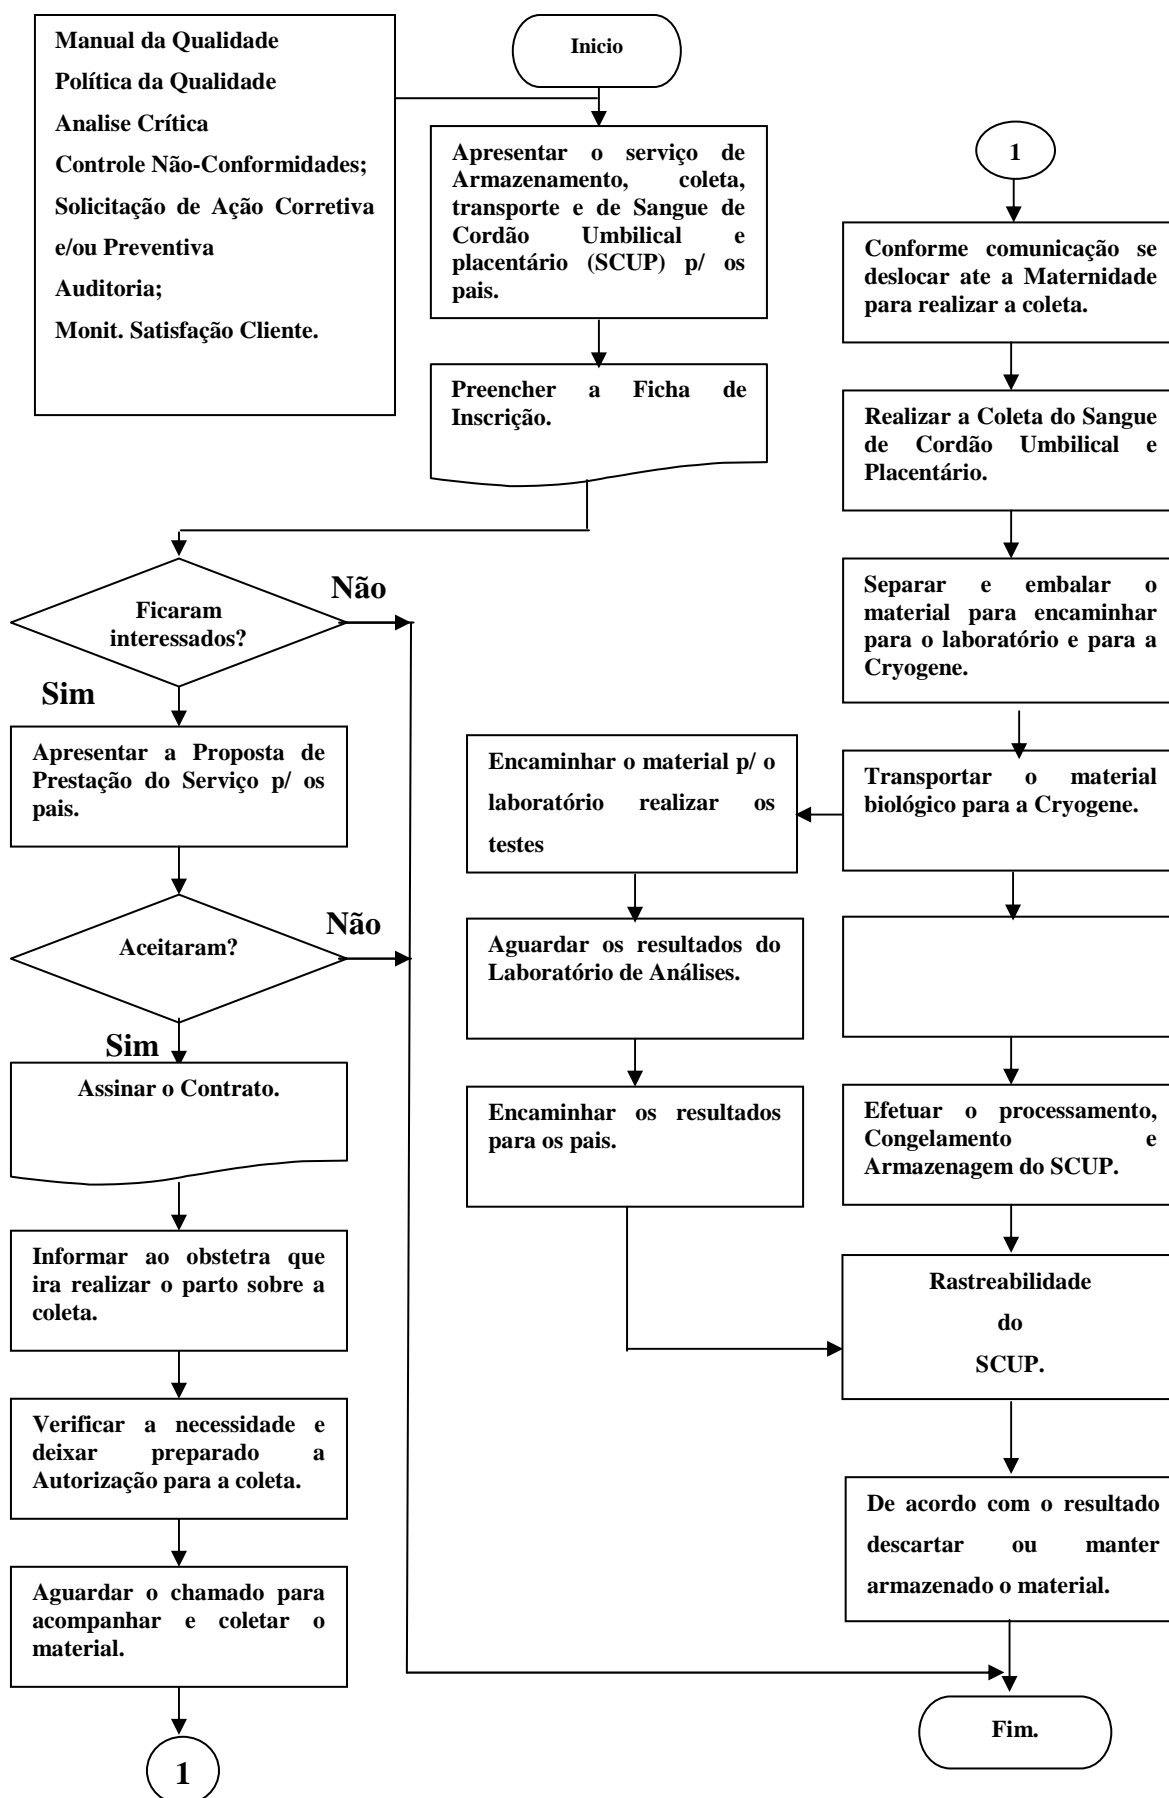 Manual da Qualidade
Política da Qualidade
Analise Crítica
Controle Não-Conformidades;
Solicitação de Ação Corretiva
e/ou Preventiva
Auditoria;
Monit. Satisfação Cliente.
Inicio
Apresentar o serviço de
Armazenamento, coleta,
transporte e de Sangue de
Cordão Umbilical e
placentário (SCUP) p/ os
pais.
Preencher a Ficha de
Inscrição.
Ficaram
interessados?
Não
Sim
Apresentar a Proposta de
Prestação do Serviço p/ os
pais.
Aceitaram?
Não
Sim
Assinar o Contrato.
Informar ao obstetra que
ira realizar o parto sobre a
coleta.
Verificar a necessidade e
deixar preparado a
Autorização para a coleta.
Aguardar o chamado para
acompanhar e coletar o
material.
1
1
Conforme comunicação se
deslocar ate a Maternidade
para realizar a coleta.
Realizar a Coleta do Sangue
de Cordão Umbilical e
Placentário.
Separar e embalar o
material para encaminhar
para o laboratório e para a
Cryogene.
Transportar o material
biológico para a Cryogene.
Encaminhar o material p/ o
laboratório realizar os
testes
Aguardar os resultados do
Laboratório de Análises.
Encaminhar os resultados
para os pais.
Efetuar o processamento,
Congelamento e
Armazenagem do SCUP.
Rastreabilidade
do
SCUP.
De acordo com o resultado
descartar ou manter
armazenado o material.
Fim.